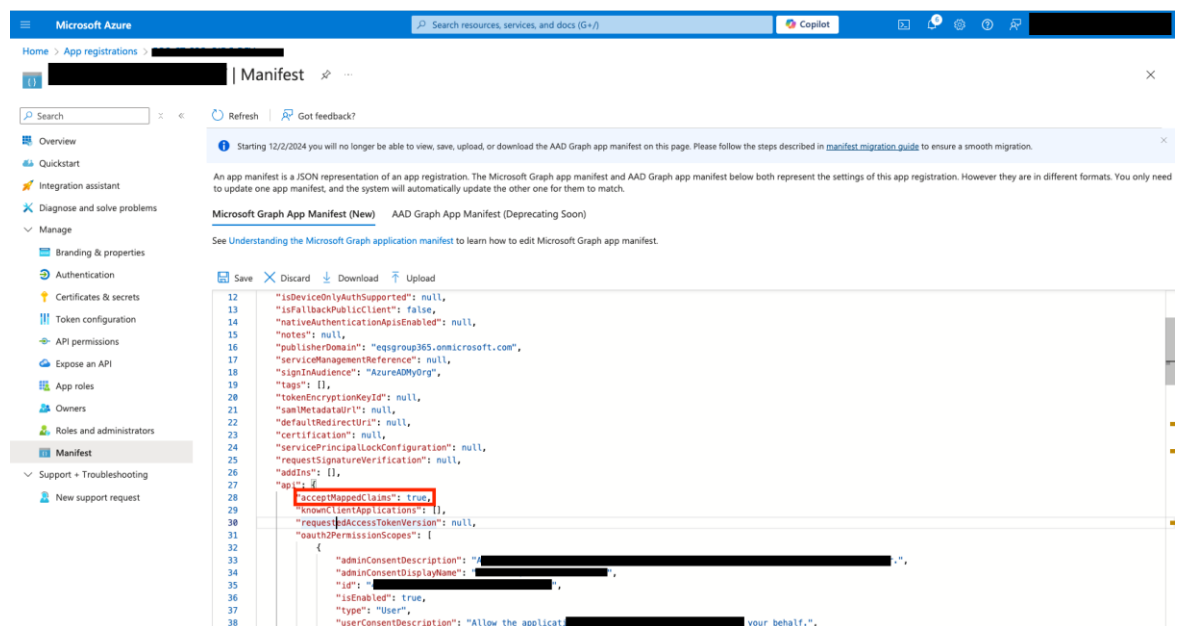 Microsoft Azure
Search resources, services, and docs (G+/)
Copilot
6
Home > App registrations >
| Manifest
Search
Refresh
Got feedback?
Overview
Quickstart
Integration assistant
Diagnose and solve problems
Manage
Branding & properties
Authentication
Certificates & secrets
Token configuration
API permissions
Expose an API
App roles
Owners
Roles and administrators
Manifest
Support + Troubleshooting
New support request
Starting 12/2/2024 you will no longer be able to view, save, upload, or download the AAD Graph app manifest on this page. Please follow the steps described in manifest migration guide to ensure a smooth migration.
An app manifest is a JSON representation of an app registration. The Microsoft Graph app manifest and AAD Graph app manifest below both represent the settings of this app registration. However they are in different formats. You only need
to update one app manifest, and the system will automatically update the other one for them to match.
Microsoft Graph App Manifest (New)
AAD Graph App Manifest (Deprecating Soon)
See Understanding the Microsoft Graph application manifest to learn how to edit Microsoft Graph app manifest.
Save
Discard
Download
Upload
12 "isDeviceOnlyAuthSupported": null,
13 "isFallbackPublicClient": false,
14 "nativeAuthenticationApisEnabled": null,
15 "notes": null,
16 "publisherDomain": "eqsgroup365.onmicrosoft.com",
17 "serviceManagementReference": null,
18 "signInAudience": "AzureADMyOrg",
19 "tags": [],
20 "tokenEncryptionKeyId": null,
21 "samlMetadataUrl": null,
22 "defaultRedirectUri": null,
23 "certification": null,
24 "servicePrincipalLockConfiguration": null,
25 "requestSignatureVerification": null,
26 "addIns": [],
27 "api": {
28 "acceptMappedClaims": true,
29 "knownClientApplications": [],
30 "requestedAccessTokenVersion": null,
31 "oauth2PermissionScopes": [
32 {
33 "adminConsentDescription": "A .",
34 "adminConsentDisplayName": " ",
35 "id": " ",
36 "isEnabled": true,
37 "type": "User",
38 "userConsentDescription": "Allow the applicati your behalf.",